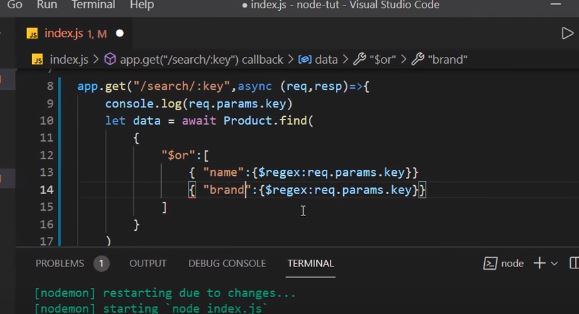 Go Run Terminal Help ● index.js - node-tut - Visual Studio Code
JS index.js 1, M ●
JS index.js > app.get("/search/:key") callback > data > "$or" > "brand"
8 app.get("/search/:key",async (req,resp)=>{
9 console.log(req.params.key)
10 let data = await Product.find(
11 {
12 "$or":[
13 { "name":{$regex:req.params.key}}
14 { "brand":{$regex:req.params.key}}
15 ]
16 }
17 )
PROBLEMS 1 OUTPUT DEBUG CONSOLE TERMINAL node
[nodemon] restarting due to changes...
[nodemon] starting `node index.js`